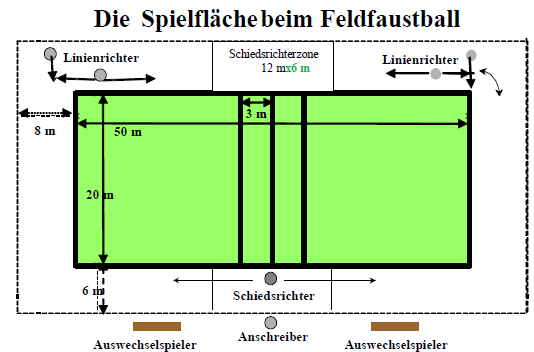 Die Spielfläche beim Feldfaustball
Linienrichter
Schiedsrichterzone
12 mx6 m
Linienrichter
8 m
50 m
3 m
20 m
6 m
Schiedsrichter
Anschreiber
Auswechselspieler
Auswechselspieler